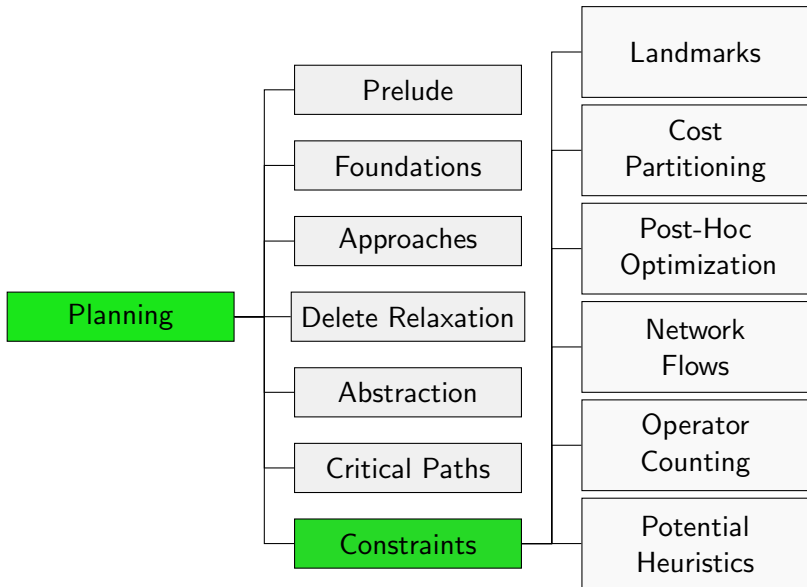 Planning
Prelude
Foundations
Approaches
Delete Relaxation
Abstraction
Critical Paths
Constraints
Landmarks
Cost
Partitioning
Post-Hoc
Optimization
Network
Flows
Operator
Counting
Potential
Heuristics